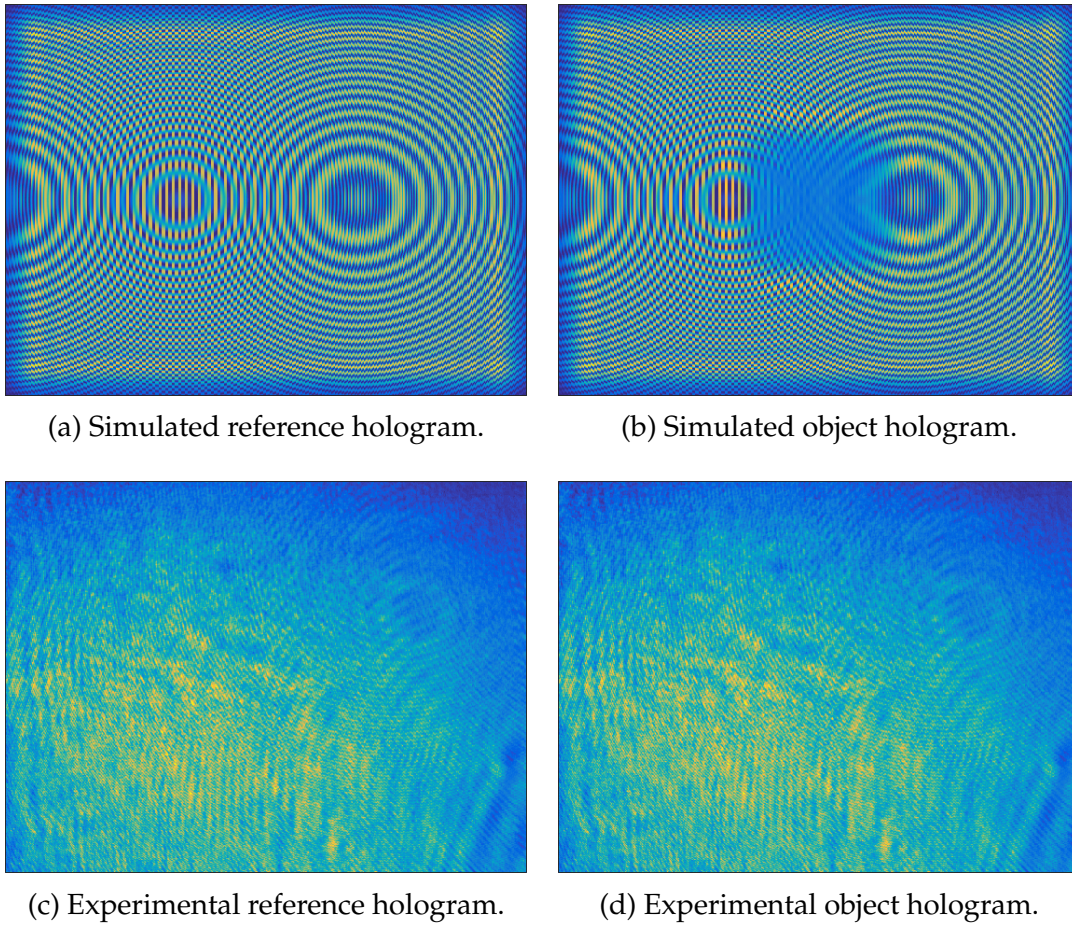 (a) Simulated reference hologram.
(b) Simulated object hologram.
(c) Experimental reference hologram.
(d) Experimental object hologram.